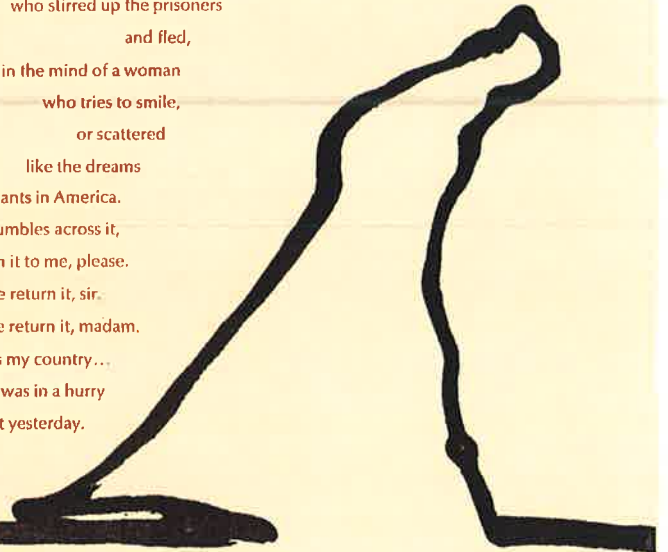 who stirred up the prisoners
and fled,
in the mind of a woman
who tries to smile,
or scattered
like the dreams
ants in America.
umbles across it,
it to me, please.
return it, sir.
return it, madam.
my country…
was in a hurry
yesterday.